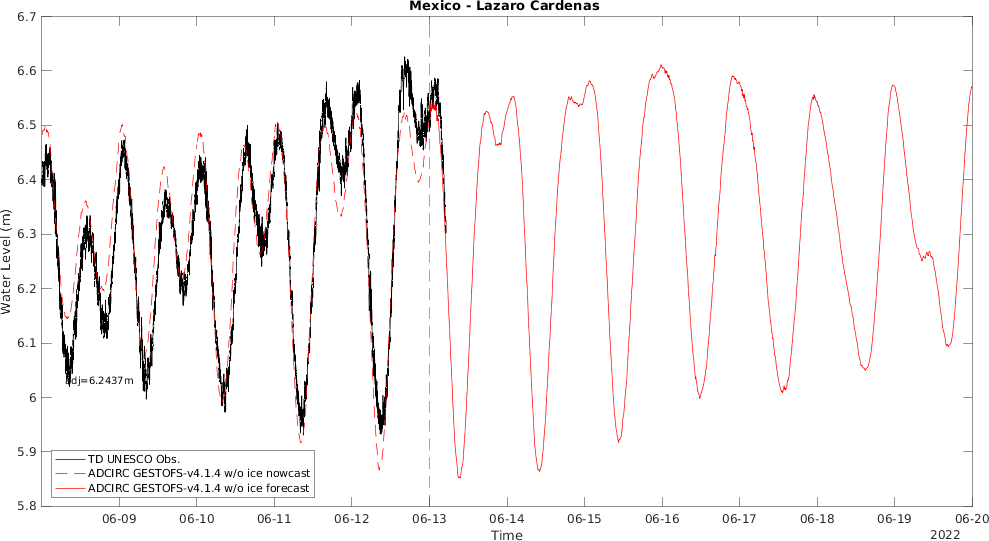 Mexico - Lazaro Cardenas
6.7
6.6
6.5
6.4
6.3
6.2
6.1
6
5.9
5.8
Water Level (m)
adj=6.2437m
TD UNESCO Obs.
ADCIRC GESTOFS-v4.1.4 w/o ice nowcast
ADCIRC GESTOFS-v4.1.4 w/o ice forecast
06-09 06-10 06-11 06-12 06-13 06-14 06-15 06-16 06-17 06-18 06-19 06-20
Time
2022